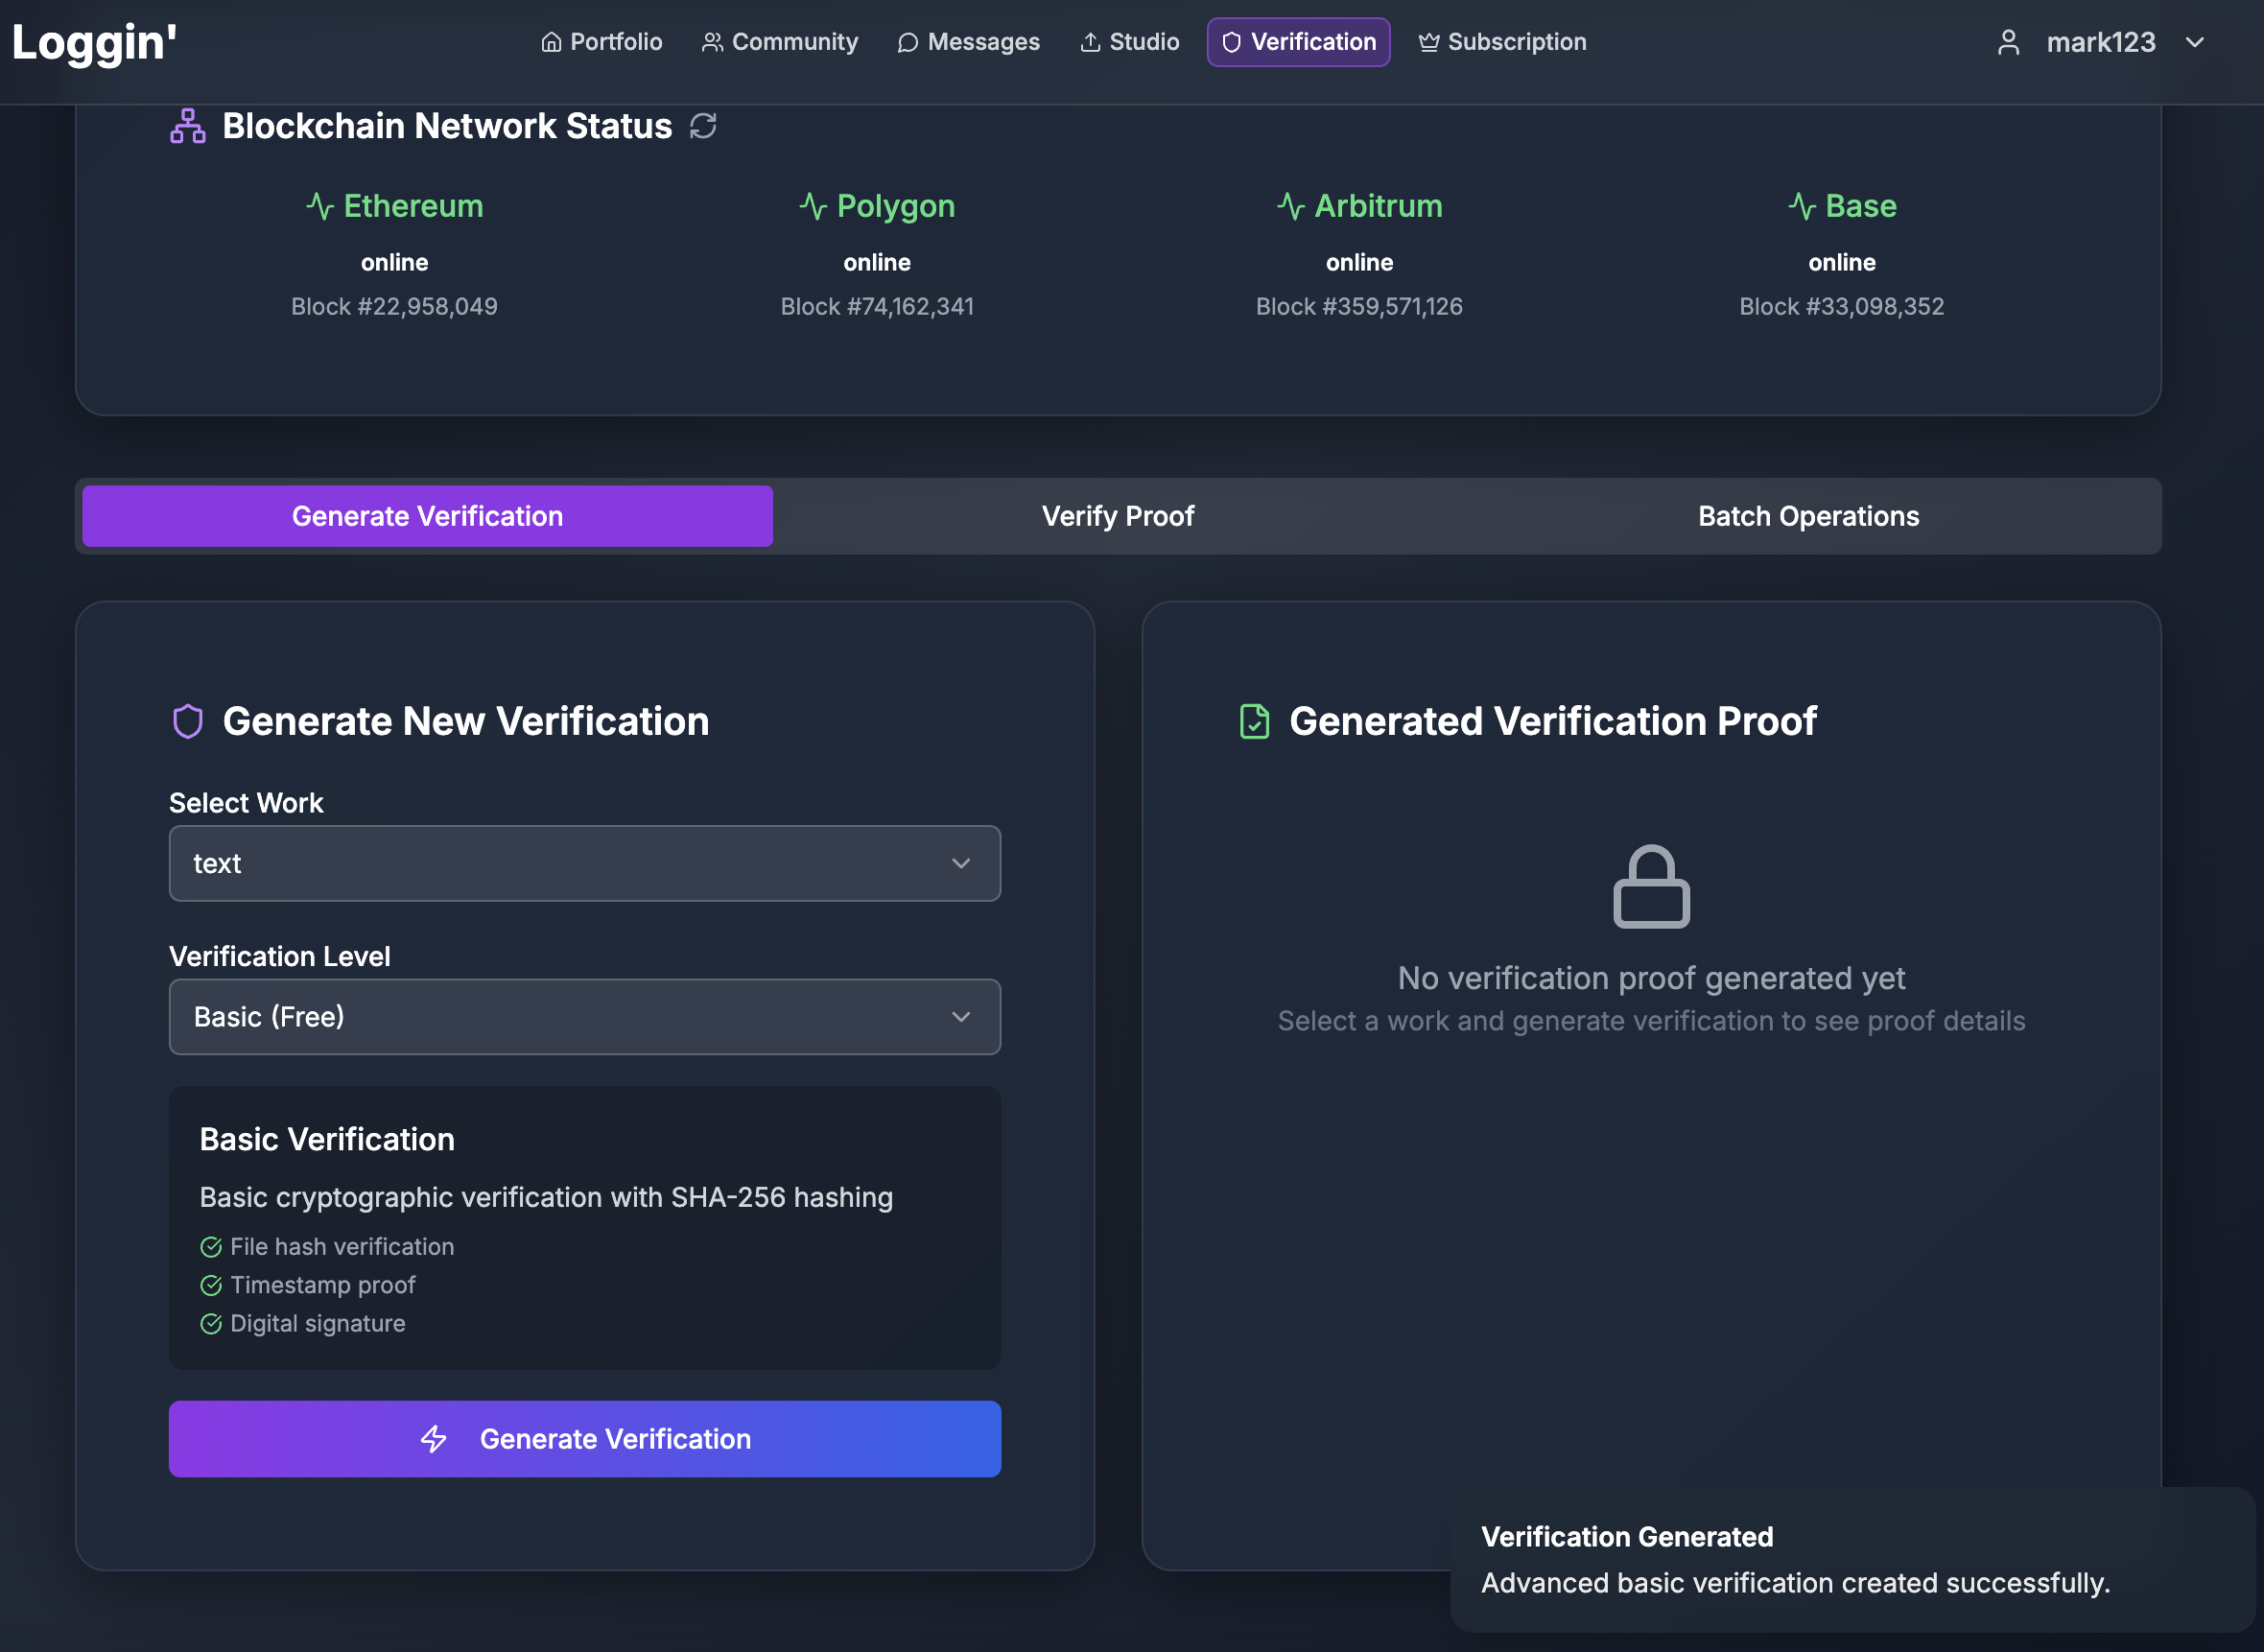 Loggin'
Portfolio
Community
Messages
Studio
Verification
Subscription
mark123
Blockchain Network Status
Ethereum
online
Block #22,958,049
Polygon
online
Block #74,162,341
Arbitrum
online
Block #359,571,126
Base
online
Block #33,098,352
Generate Verification
Verify Proof
Batch Operations
Generate New Verification
Select Work
text
Verification Level
Basic (Free)
Basic Verification
Basic cryptographic verification with SHA-256 hashing
File hash verification
Timestamp proof
Digital signature
Generate Verification
Generated Verification Proof
No verification proof generated yet
Select a work and generate verification to see proof details
Verification Generated
Advanced basic verification created successfully.